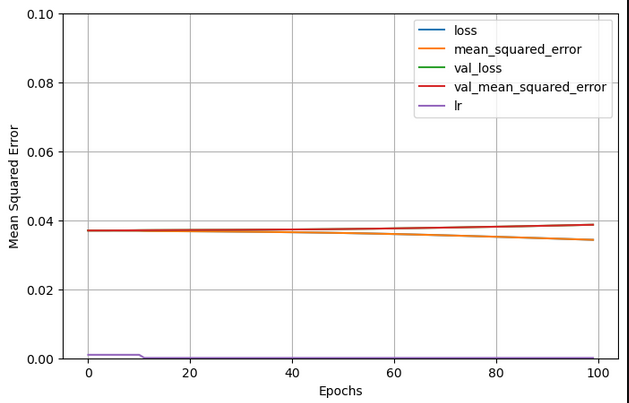 0.10
0.08
0.06
0.04
0.02
0.00
Mean Squared Error
loss
mean_squared_error
val_loss
val_mean_squared_error
lr
0 20 40 60 80 100
Epochs